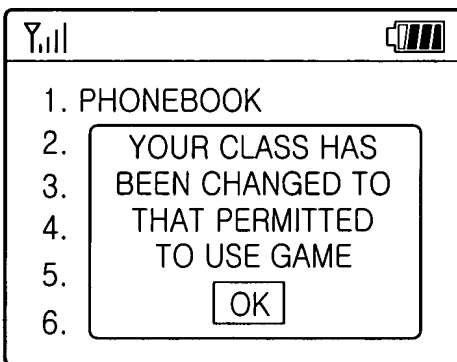 1. PHONEBOOK
2.
3.
4.
5.
6.
YOUR CLASS HAS
BEEN CHANGED TO
THAT PERMITTED
TO USE GAME
OK